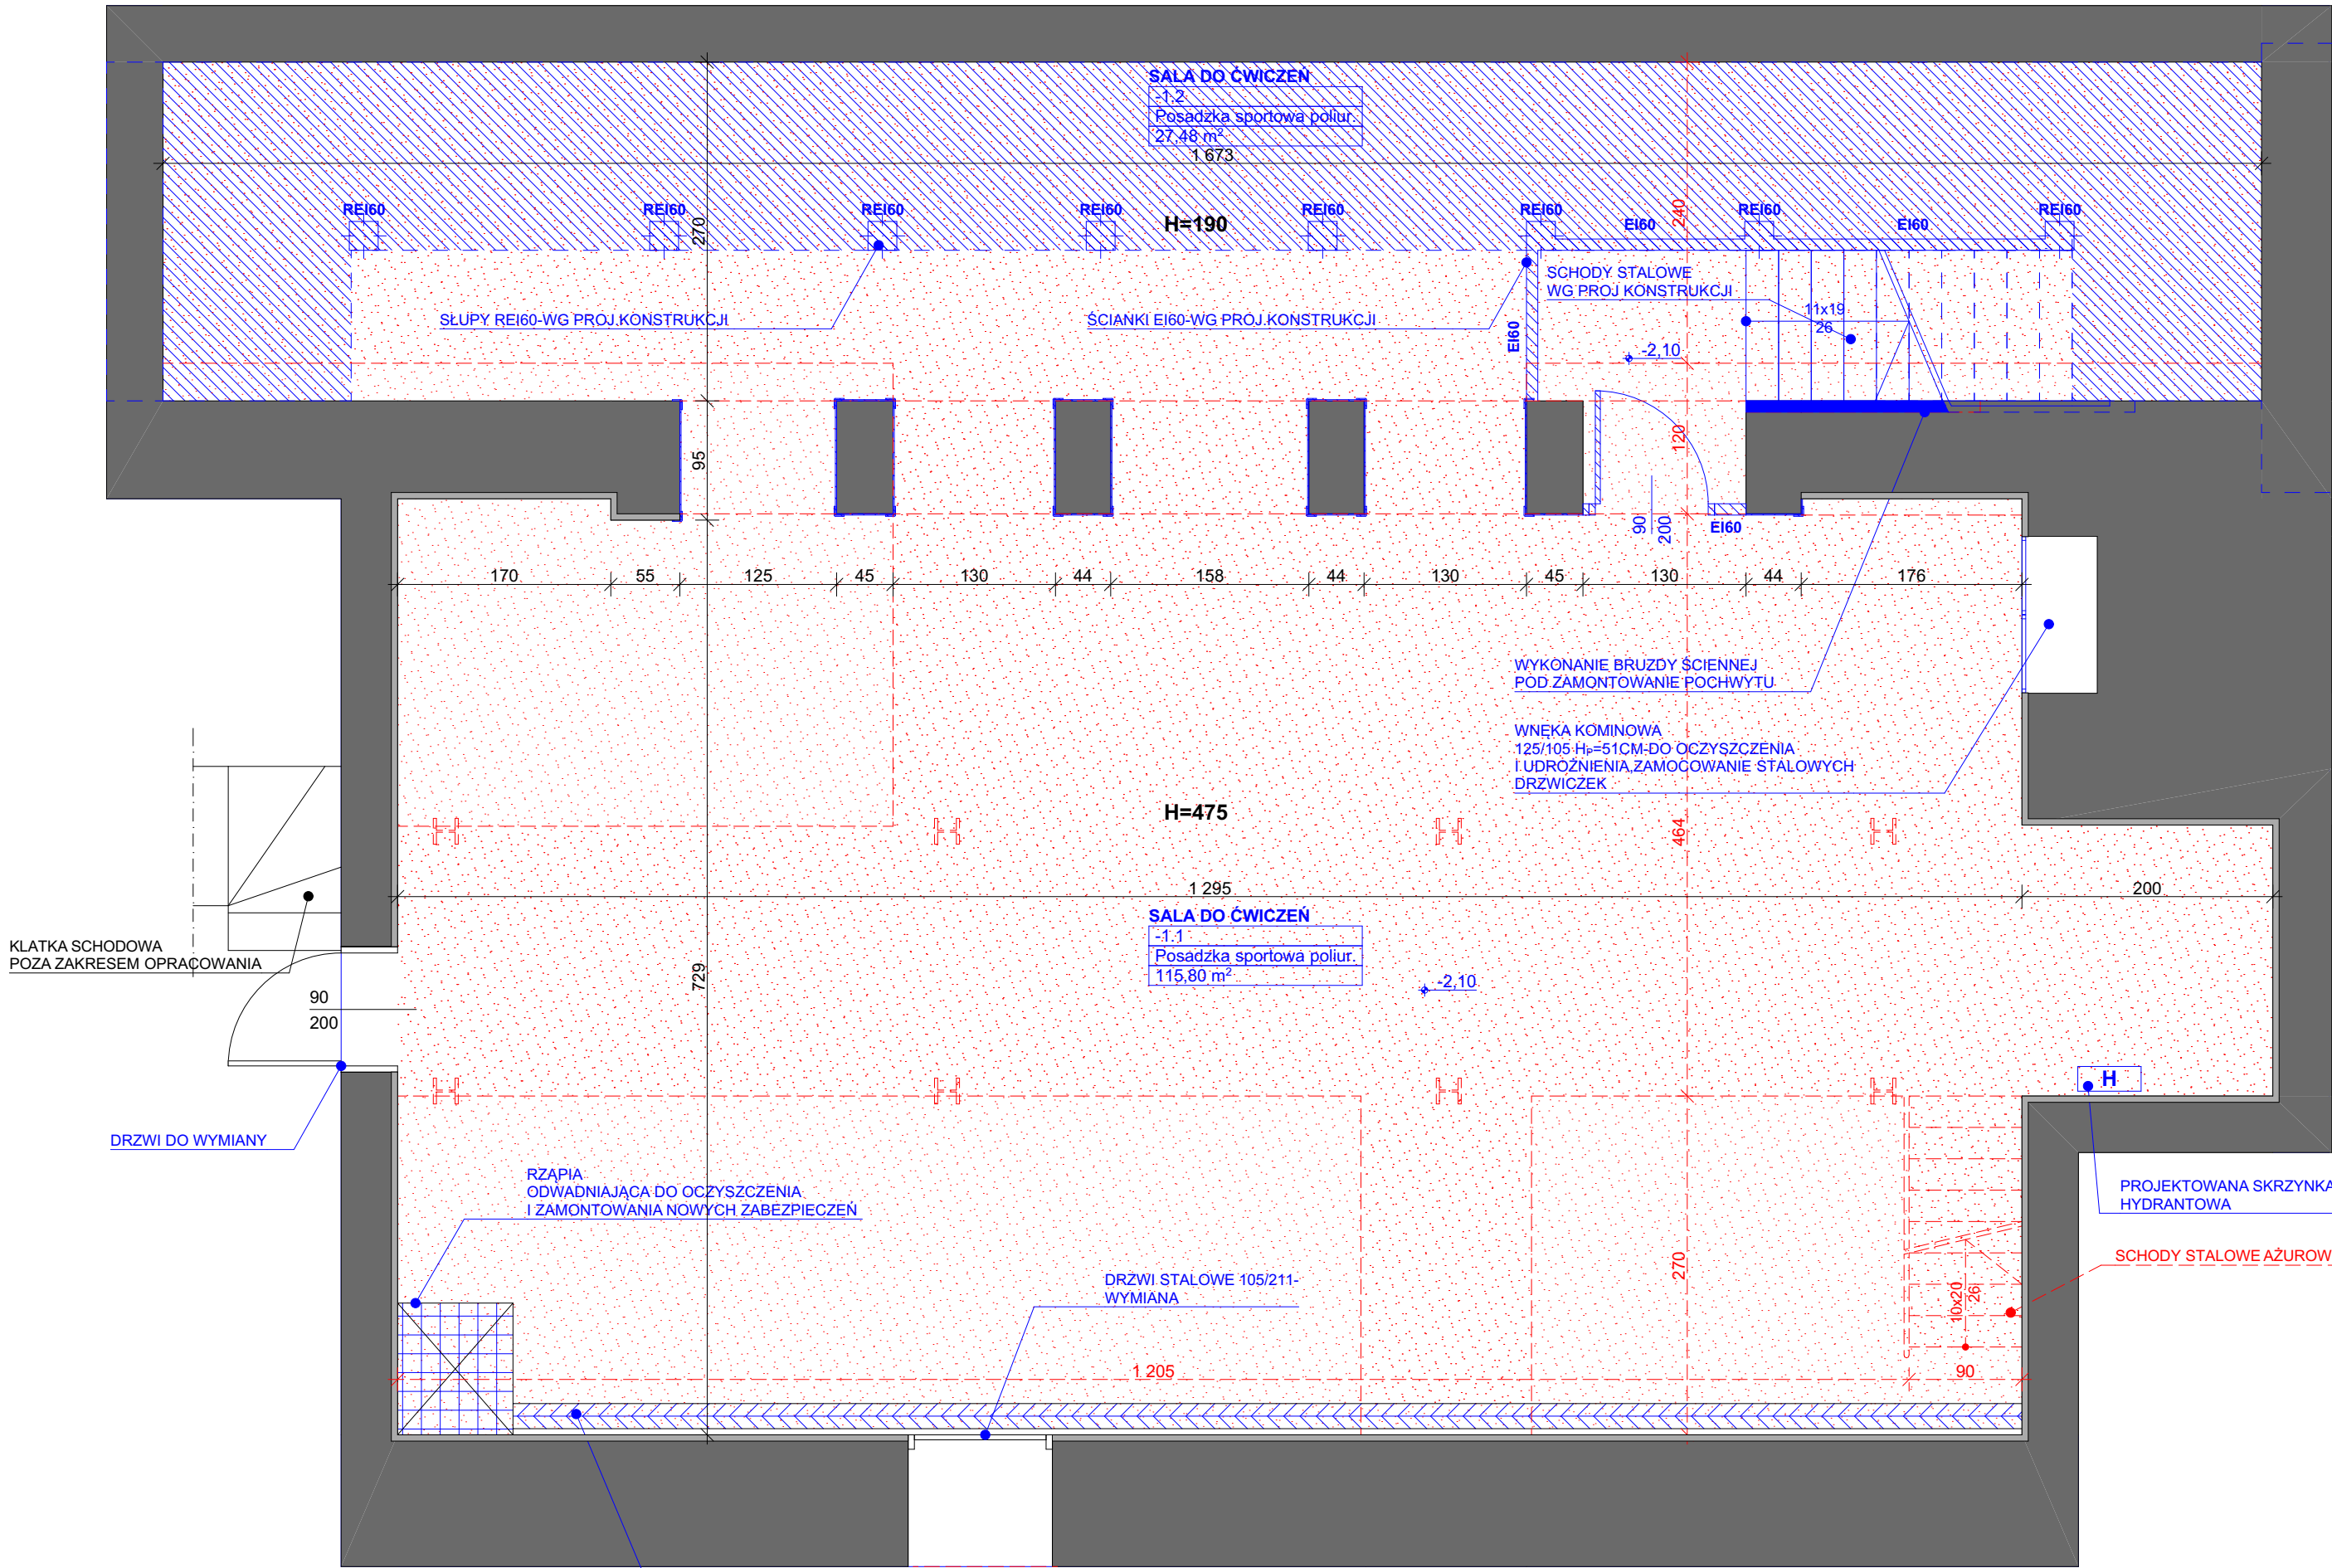 SALA DO ĆWICZEŃ
-1.2
Posadzka sportowa poliur.
27,48 m²
1 673
REI60
REI60
REI60
REI60
REI60
REI60
EI60
REI60
EI60
REI60
270
H=190
240
SŁUPY REI60-WG PROJ.KONSTRUKCJI
ŚCIANKI EI60-WG PROJ.KONSTRUKCJI
SCHODY STALOWE
WG PROJ KONSTRUKCJI
11x19
26
EI60
-2,10
95
120
90
200
EI60
170
55
125
45
130
44
158
44
130
45
130
44
176
WYKONANIE BRUZDY ŚCIENNEJ
POD ZAMONTOWANIE POCHWYTU
WNĘKA KOMINOWA
125/105 Hₚ=51CM-DO OCZYSZCZENIA
I UDROŻNIENIA,ZAMOCOWANIE STALOWYCH
DRZWICZEK
H=475
464
1 295
200
SALA DO ĆWICZEŃ
-1.1
Posadzka sportowa poliur.
115,80 m²
-2,10
729
KLATKA SCHODOWA
POZA ZAKRESEM OPRACOWANIA
90
200
DRZWI DO WYMIANY
H
RZĄPIA
ODWADNIAJĄCA DO OCZYSZCZENIA
I ZAMONTOWANIA NOWYCH ZABEZPIECZEŃ
PROJEKTOWANA SKRZYNKA
HYDRANTOWA
SCHODY STALOWE AŻUROW
DRZWI STALOWE 105/211-
WYMIANA
270
10x20
26
1 205
90